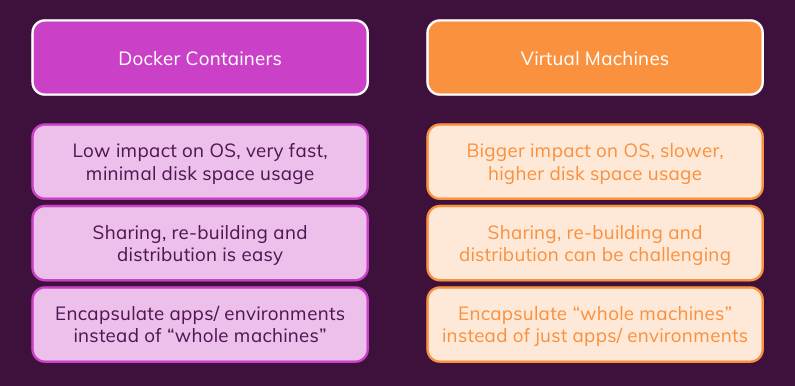 Docker Containers
Virtual Machines
Low impact on OS, very fast,
minimal disk space usage
Bigger impact on OS, slower,
higher disk space usage
Sharing, re-building and
distribution is easy
Sharing, re-building and
distribution can be challenging
Encapsulate apps/ environments
instead of “whole machines”
Encapsulate “whole machines”
instead of just apps/ environments